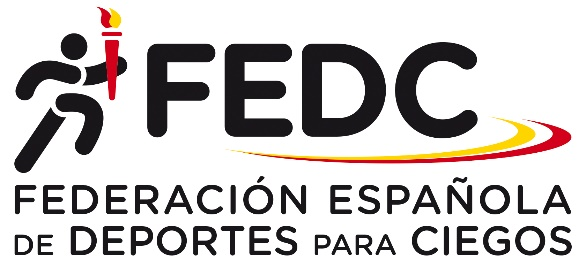 FEDC
FEDERACIÓN ESPAÑOLA
DE DEPORTES PARA CIEGOS